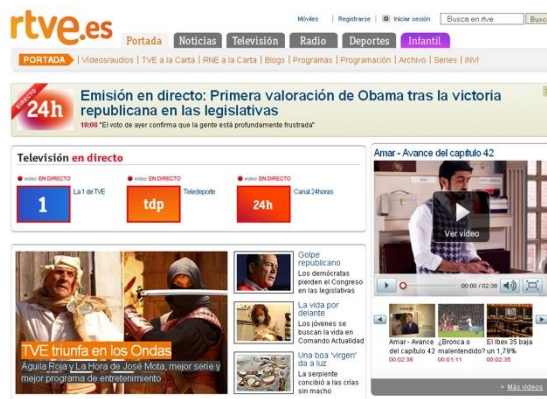 rtve.es
Móviles | Registrarse | Iniciar sesión
Busca en rtve
Portada Noticias Televisión Radio Deportes Infantil
PORTADA | Vídeos/audios | TVE a la Carta | RNE a la Carta | Blogs | Programas | Programación | Archivo | Series | INVI
DIRECTO
24h
Emisión en directo: Primera valoración de Obama tras la victoria
republicana en las legislativas
18:08 "El voto de ayer confirma que la gente está profundamente frustrada"
Televisión en directo
video EN DIRECTO
1
La 1 de TVE
video EN DIRECTO
tdp
Teledeporte
video EN DIRECTO
24h
Canal 24horas
TVE triunfa en los Ondas
Águila Roja y La Hora de José Mota, mejor serie y
mejor programa de entretenimiento
Golpe
republicano
Los demócratas
pierden el Congreso
en las legislativas
La vida por
delante
Los jóvenes se
buscan la vida en
Comando Actualidad
Una boa 'virgen'
da a luz
La serpiente
concibió a las crías
sin macho
Amar - Avance del capítulo 42
Ver vídeo
00:00 / 02:38
Amar - Avance
del capítulo 42
00:02:38
¿Bronca o
malentendido?
00:01:11
El Ibex 35 baja
un 1,79%
00:02:35
Más vídeos